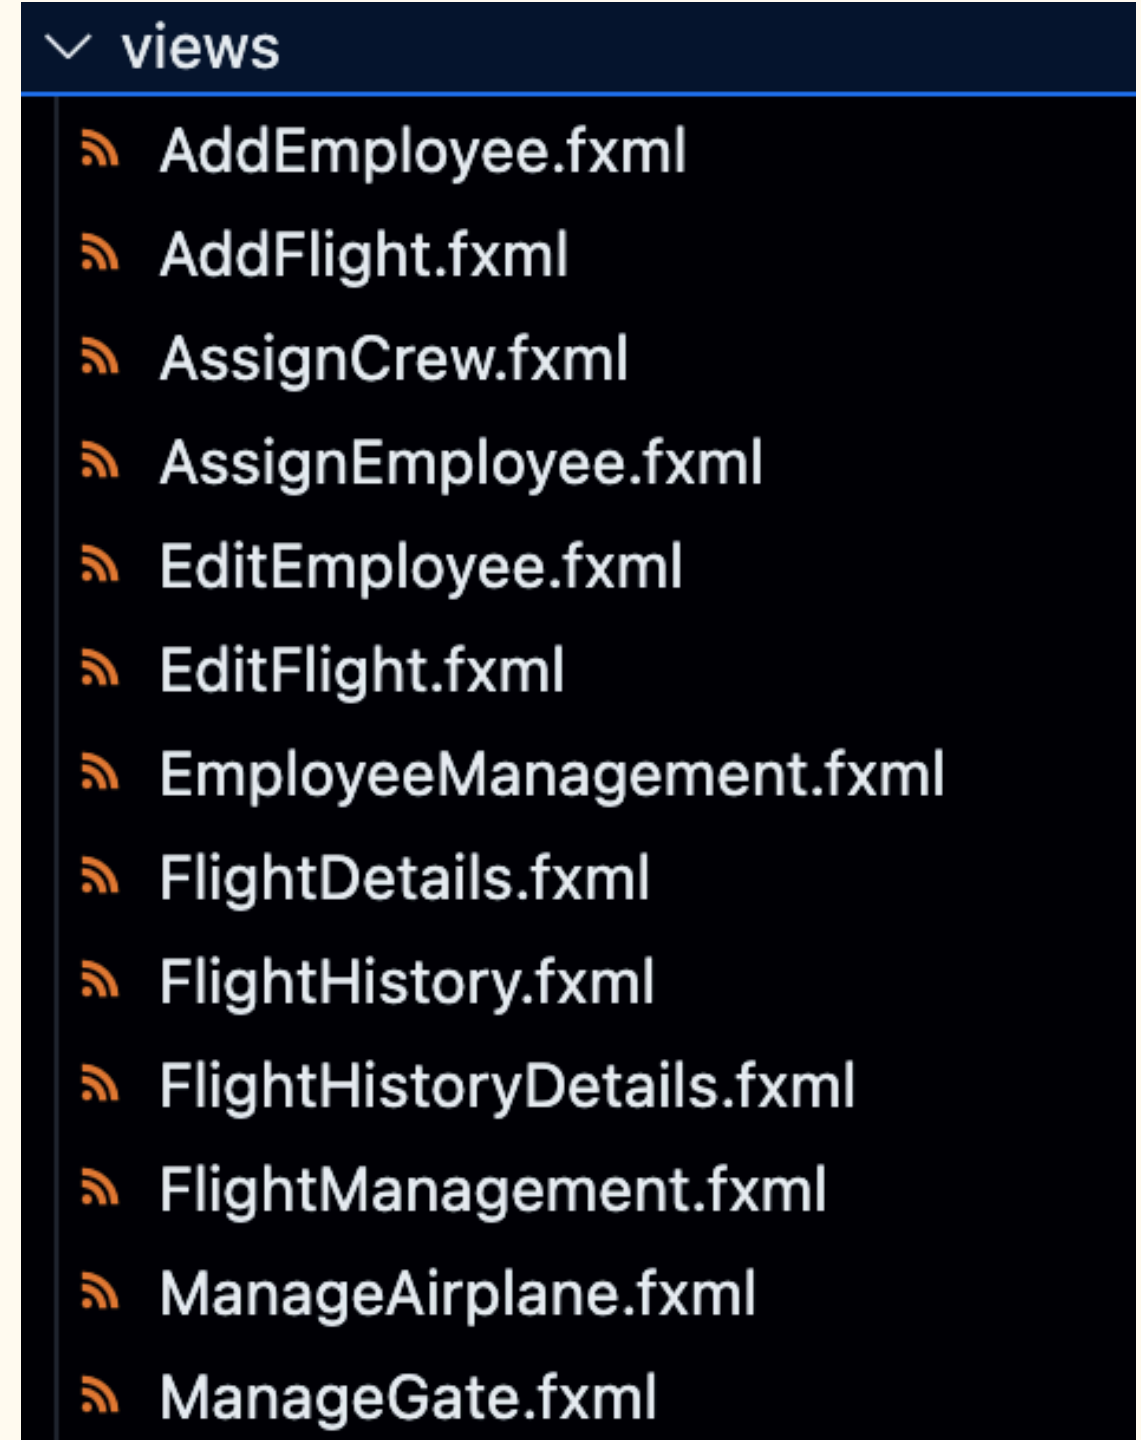 views
AddEmployee.fxml
AddFlight.fxml
AssignCrew.fxml
AssignEmployee.fxml
EditEmployee.fxml
EditFlight.fxml
EmployeeManagement.fxml
FlightDetails.fxml
FlightHistory.fxml
FlightHistoryDetails.fxml
FlightManagement.fxml
ManageAirplane.fxml
ManageGate.fxml